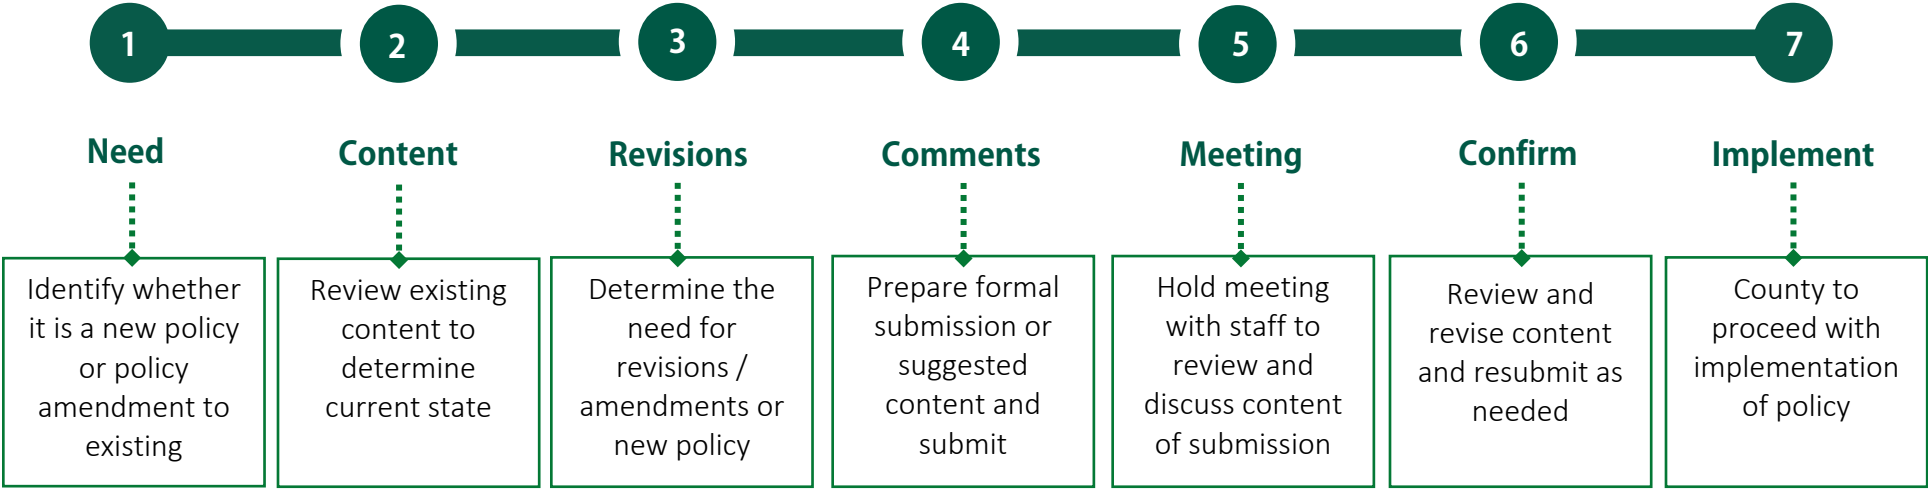 1
2
3
4
5
6
7
Need
Content
Revisions
Comments
Meeting
Confirm
Implement
Identify whether
it is a new policy
or policy
amendment to
existing
Review existing
content to
determine
current state
Determine the
need for
revisions /
amendments or
new policy
Prepare formal
submission or
suggested
content and
submit
Hold meeting
with staff to
review and
discuss content
of submission
Review and
revise content
and resubmit as
needed
County to
proceed with
implementation
of policy